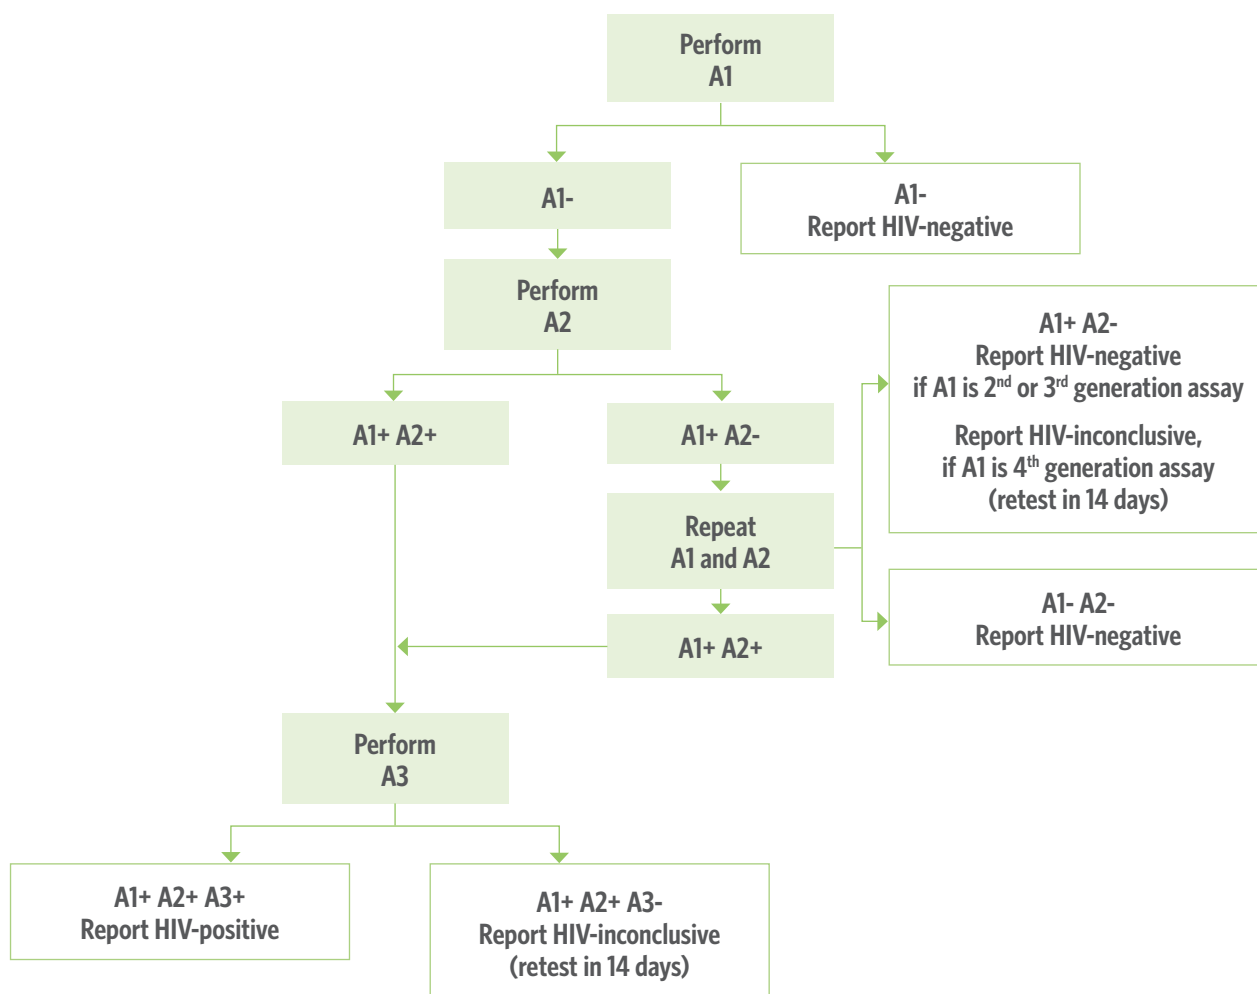 Perform
A1
A1-
A1-
Report HIV-negative
Perform
A2
A1+ A2-
Report HIV-negative
if A1 is 2nd or 3rd generation assay
Report HIV-inconclusive,
if A1 is 4th generation assay
(retest in 14 days)
A1+ A2+
A1+ A2-
Repeat
A1 and A2
A1- A2-
Report HIV-negative
A1+ A2+
Perform
A3
A1+ A2+ A3+
Report HIV-positive
A1+ A2+ A3-
Report HIV-inconclusive
(retest in 14 days)